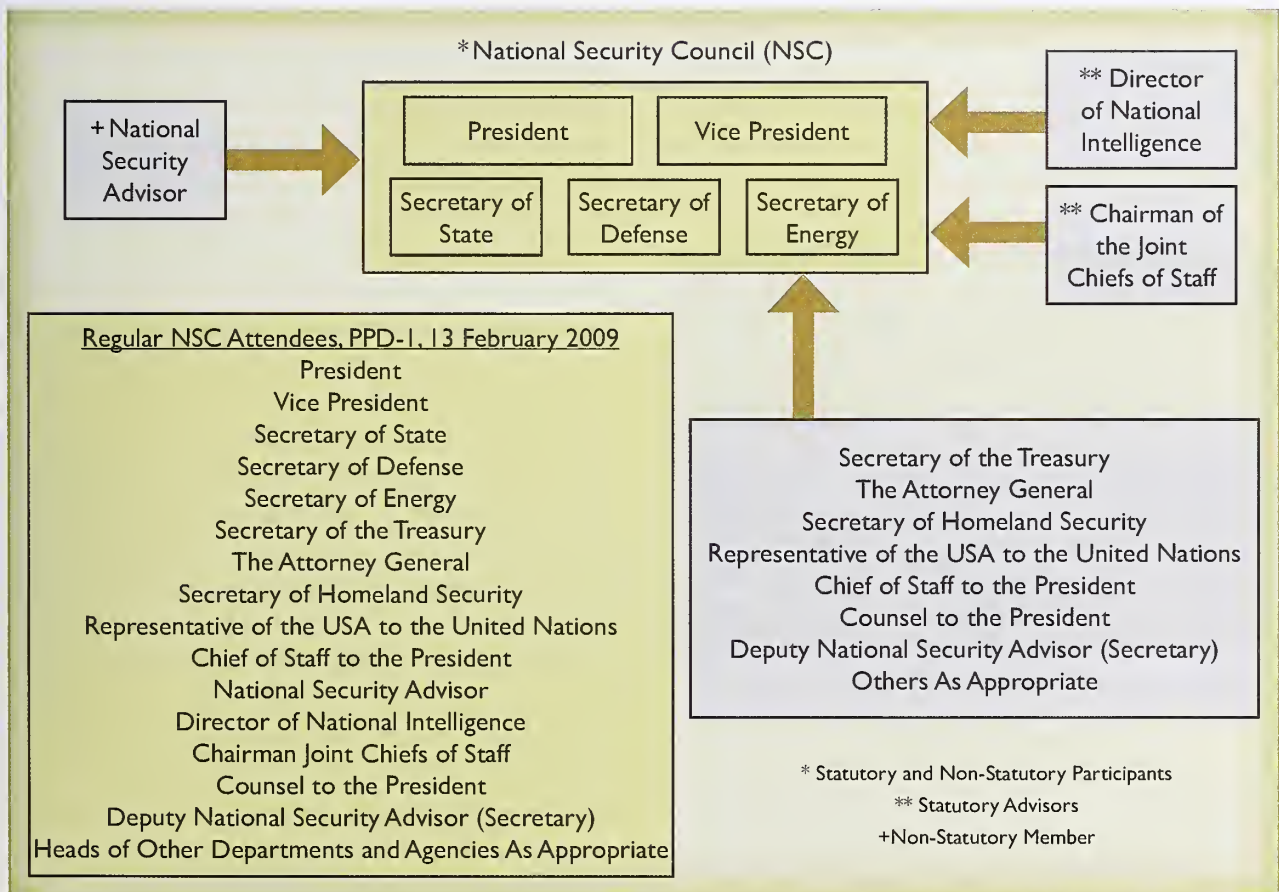 *National Security Council (NSC)
+ National
Security
Advisor
President
Vice President
Secretary of
State
Secretary of
Defense
Secretary of
Energy
** Director
of National
Intelligence
** Chairman of
the Joint
Chiefs of Staff
Regular NSC Attendees, PPD-1, 13 February 2009
President
Vice President
Secretary of State
Secretary of Defense
Secretary of Energy
Secretary of the Treasury
The Attorney General
Secretary of Homeland Security
Representative of the USA to the United Nations
Chief of Staff to the President
National Security Advisor
Director of National Intelligence
Chairman Joint Chiefs of Staff
Counsel to the President
Deputy National Security Advisor (Secretary)
Heads of Other Departments and Agencies As Appropriate
Secretary of the Treasury
The Attorney General
Secretary of Homeland Security
Representative of the USA to the United Nations
Chief of Staff to the President
Counsel to the President
Deputy National Security Advisor (Secretary)
Others As Appropriate
* Statutory and Non-Statutory Participants
** Statutory Advisors
+Non-Statutory Member